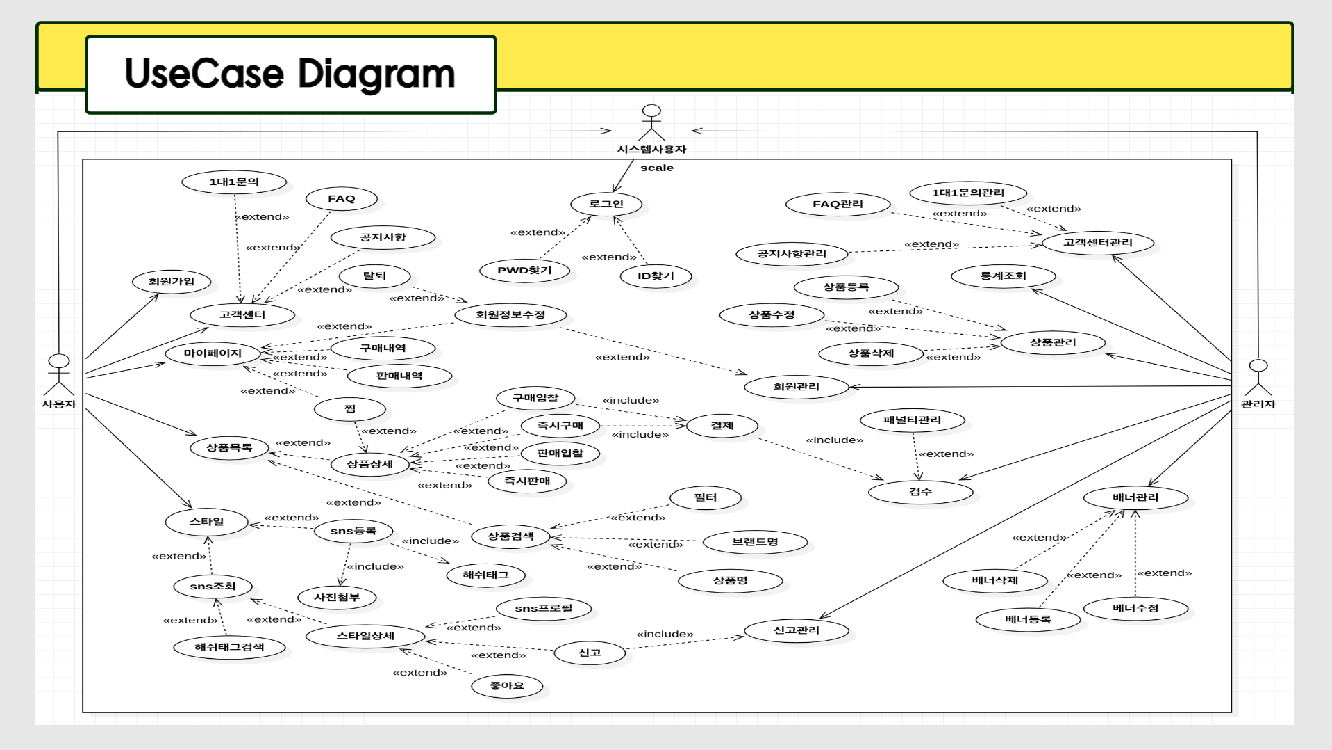 UseCase Diagram
시스템사용자
scale
1대1문의
FAQ
로그인
FAQ관리
1대1문의관리
«extend»
«extend»
«extend»
«extend»
공지사항
«extend»
고객센터관리
«extend»
«extend»
공지사항관리
«extend»
탈퇴
PWD찾기
ID찾기
통계조회
회원가입
«extend»
«extend»
상품등록
고객센터
회원정보수정
상품수정
«extend»
«extend»
«extend»
마이페이지
구매내역
상품관리
«extend»
«extend»
상품삭제
«extend»
«extend»
판매내역
사용자
«extend»
회원관리
관리자
찜
구매입찰
«include»
즉시구매
결제
패널티관리
«extend»
«include»
«include»
상품목록
«extend»
«extend»
판매입찰
«extend»
상품상세
«extend»
즉시판매
«extend»
검수
필터
배너관리
«extend»
«extend»
스타일
«extend»
sns등록
상품검색
«include»
«extend»
브랜드명
«extend»
«extend»
sns조회
«include»
해쉬태그
«extend»
상품명
배너삭제
«extend»
«extend»
사진첨부
sns프로필
배너등록
배너수정
«extend»
«extend»
스타일상세
«extend»
«include»
신고관리
해쉬태그검색
«extend»
신고
«extend»
좋아요